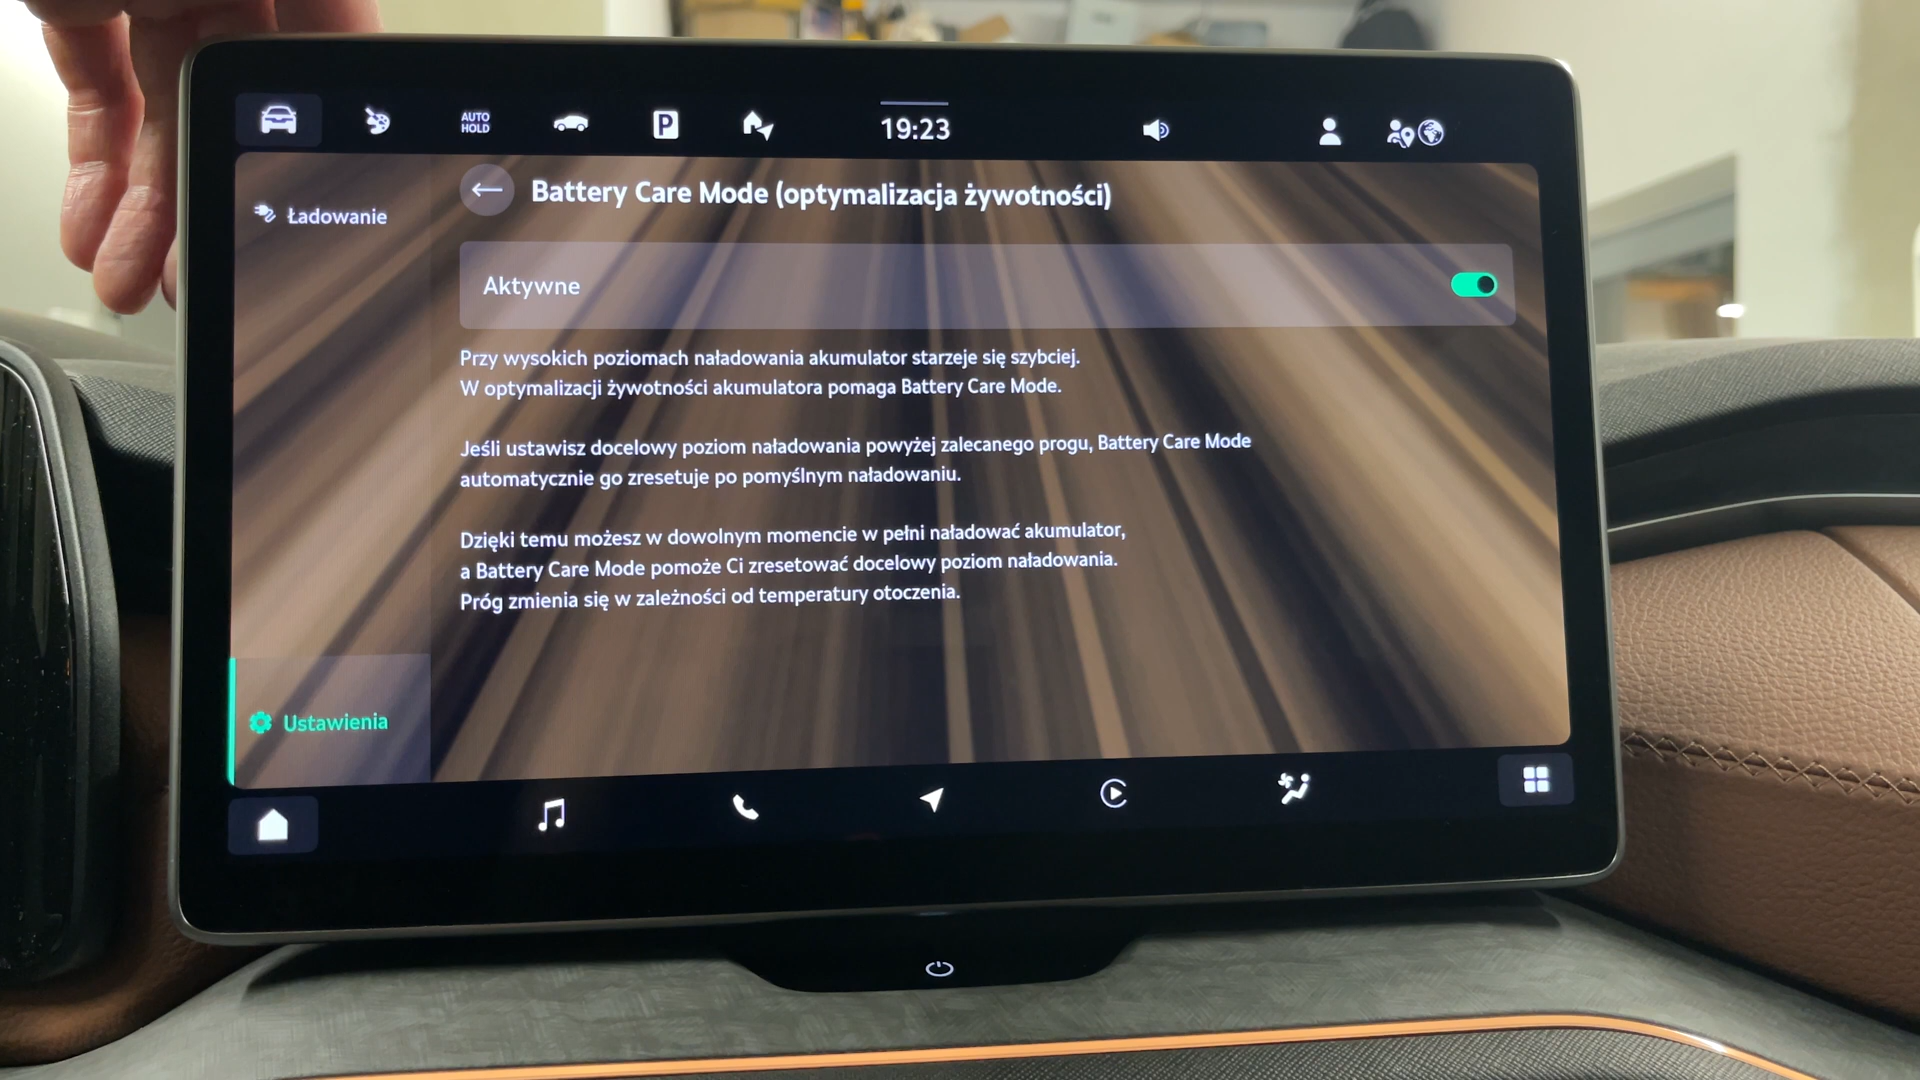 AUTO
HOLD
P
19:23
Ładowanie
Battery Care Mode (optymalizacja żywotności)
Aktywne
Przy wysokich poziomach naładowania akumulator starzeje się szybciej.
W optymalizacji żywotności akumulatora pomaga Battery Care Mode.
Jeśli ustawisz docelowy poziom naładowania powyżej zalecanego progu, Battery Care Mode
automatycznie go zresetuje po pomyślnym naładowaniu.
Dzięki temu możesz w dowolnym momencie w pełni naładować akumulator,
a Battery Care Mode pomoże Ci zresetować docelowy poziom naładowania.
Próg zmienia się w zależności od temperatury otoczenia.
Ustawienia